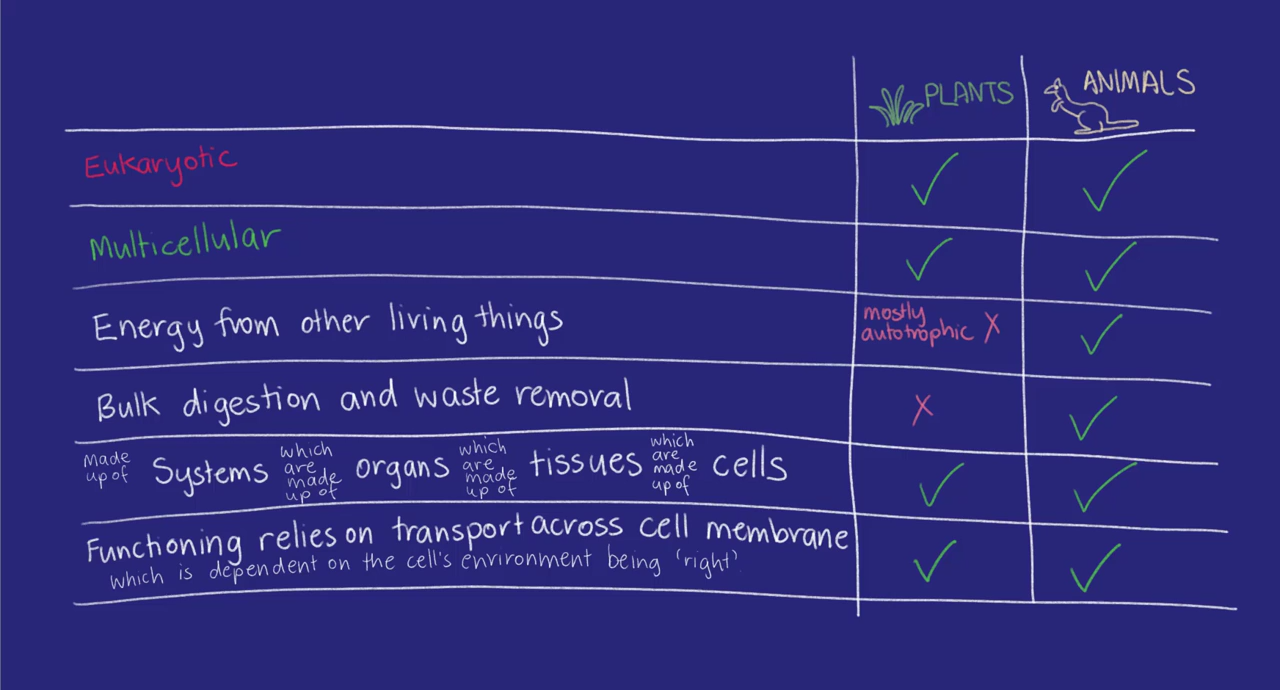 PLANTS ANIMALS
Eukaryotic
Multicellular
Energy from other living things mostly autotrophic X
Bulk digestion and waste removal X
Made up of Systems which are made up of organs which are made up of tissues which are made up of cells
Functioning relies on transport across cell membrane
which is dependent on the cell's environment being 'right'